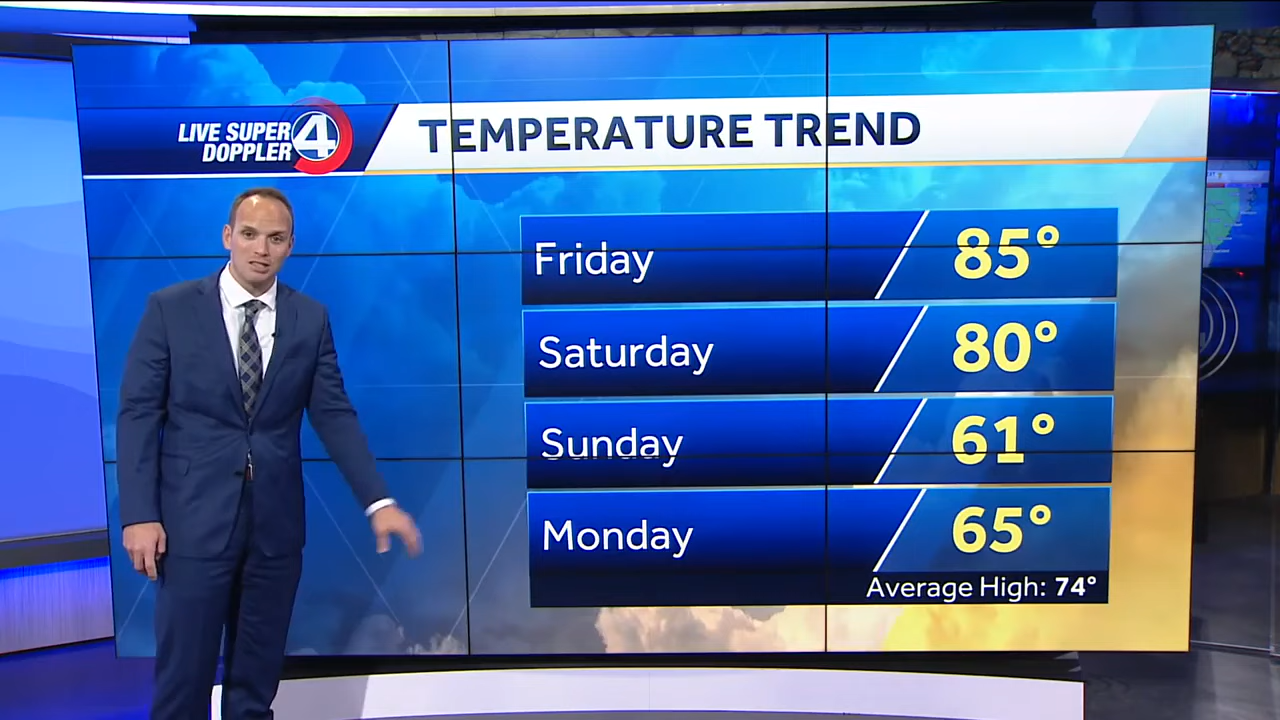 LIVE SUPER
DOPPLER 4
TEMPERATURE TREND
Friday 85°
Saturday 80°
Sunday 61°
Monday 65°
Average High: 74°